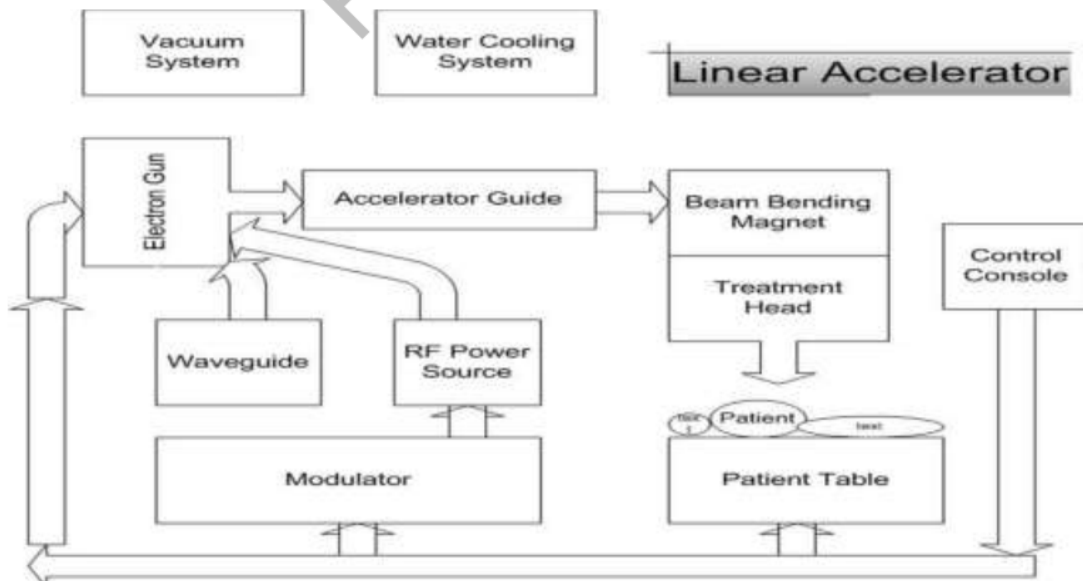 Vacuum
System
Water Cooling
System
Linear Accelerator
Electron Gun
Accelerator Guide
Beam Bending
Magnet
Control
Console
Treatment
Head
Waveguide
RF Power
Source
Patient
text
Modulator
Patient Table